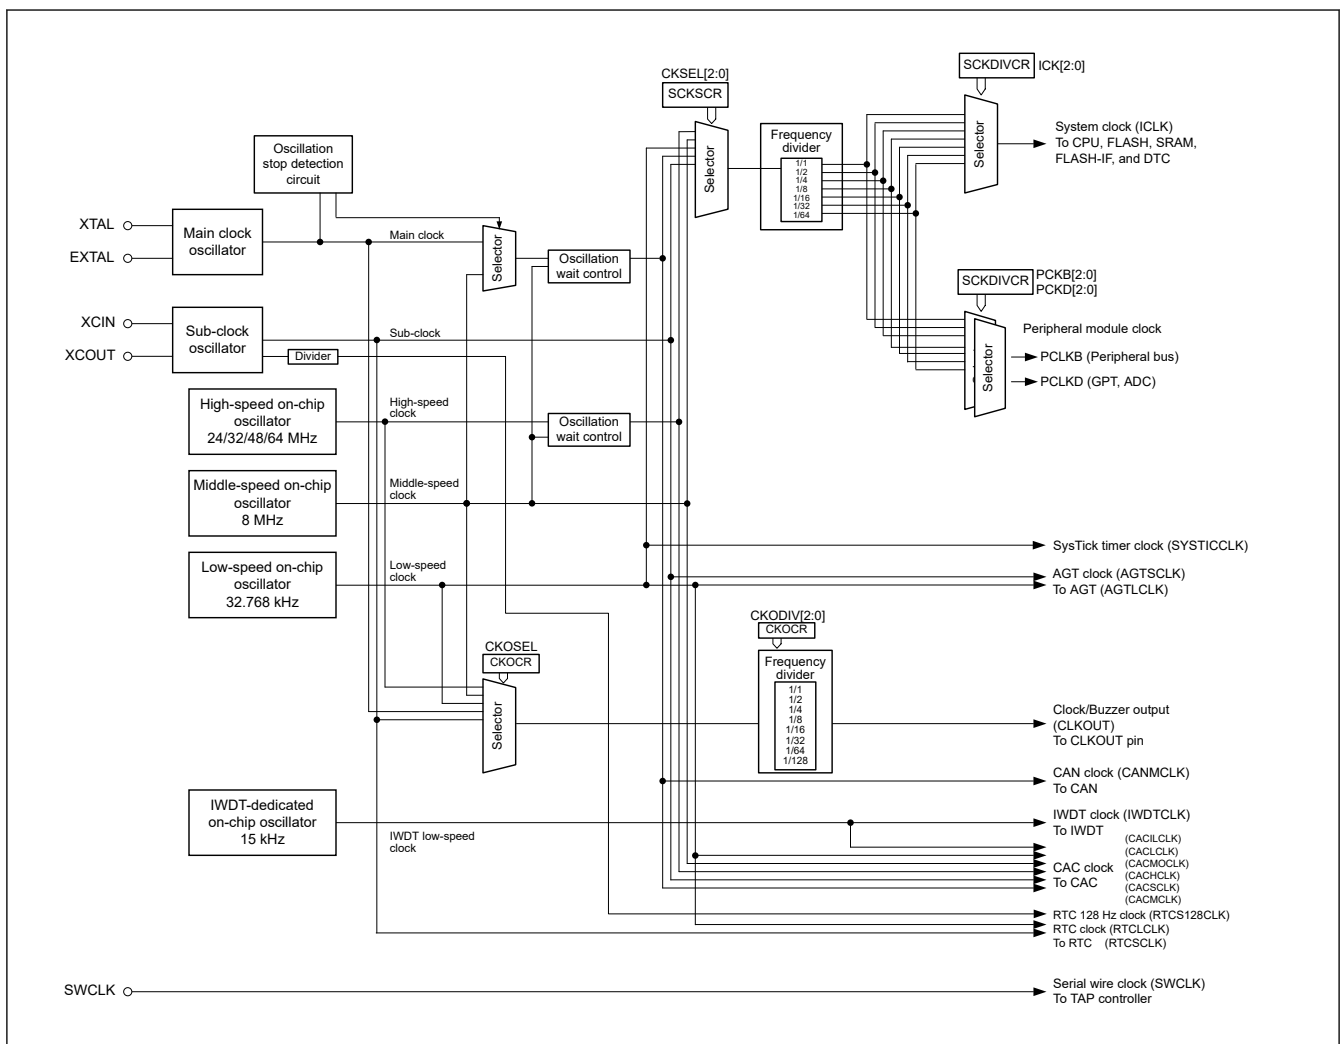 CKSEL[2:0]
SCKSCR
Selector
Frequency
divider
1/1
1/2
1/4
1/8
1/16
1/32
1/64
SCKDIVCR
ICK[2:0]
Selector
System clock (ICLK)
To CPU, FLASH, SRAM,
FLASH-IF, and DTC
Oscillation
stop detection
circuit
XTAL
EXTAL
Main clock
oscillator
Main clock
Selector
Oscillation
wait control
SCKDIVCR
PCKB[2:0]
PCKD[2:0]
Selector
Peripheral module clock
PCLKB (Peripheral bus)
PCLKD (GPT, ADC)
XCIN
XCOUT
Sub-clock
oscillator
Sub-clock
Divider
High-speed on-chip
oscillator
24/32/48/64 MHz
High-speed
clock
Oscillation
wait control
Middle-speed on-chip
oscillator
8 MHz
Middle-speed
clock
Low-speed on-chip
oscillator
32.768 kHz
Low-speed
clock
SysTick timer clock (SYSTICCLK)
AGT clock (AGTSCLK)
To AGT (AGTLCLK)
CKOSEL
CKOCR
Selector
CKODIV[2:0]
CKOCR
Frequency
divider
1/1
1/2
1/4
1/8
1/16
1/32
1/64
1/128
Clock/Buzzer output
(CLKOUT)
To CLKOUT pin
CAN clock (CANMCLK)
To CAN
IWDT-dedicated
on-chip oscillator
15 kHz
IWDT low-speed
clock
IWDT clock (IWDTCLK)
To IWDT
CAC clock
To CAC
(CACILCLK)
(CACLCLK)
(CACMOCLK)
(CACHCLK)
(CACSCLK)
(CACMCLK)
RTC 128 Hz clock (RTCS128CLK)
RTC clock (RTCLCLK)
To RTC (RTCSCLK)
SWCLK
Serial wire clock (SWCLK)
To TAP controller